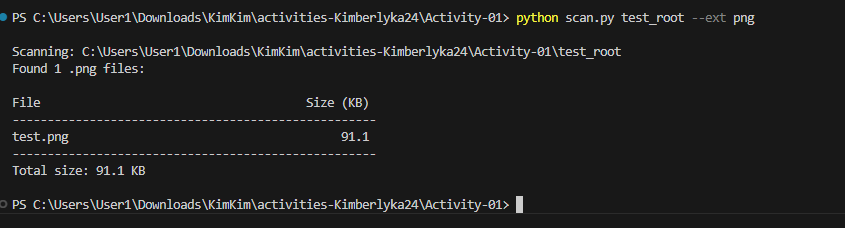 PS C:\Users\User1\Downloads\KimKim\activities-Kimberlyka24\Activity-01> python scan.py test_root --ext png
Scanning: C:\Users\User1\Downloads\KimKim\activities-Kimberlyka24\Activity-01\test_root
Found 1 .png files:
File Size (KB)
----------------------------------------------------
test.png 91.1
----------------------------------------------------
Total size: 91.1 KB
PS C:\Users\User1\Downloads\KimKim\activities-Kimberlyka24\Activity-01>